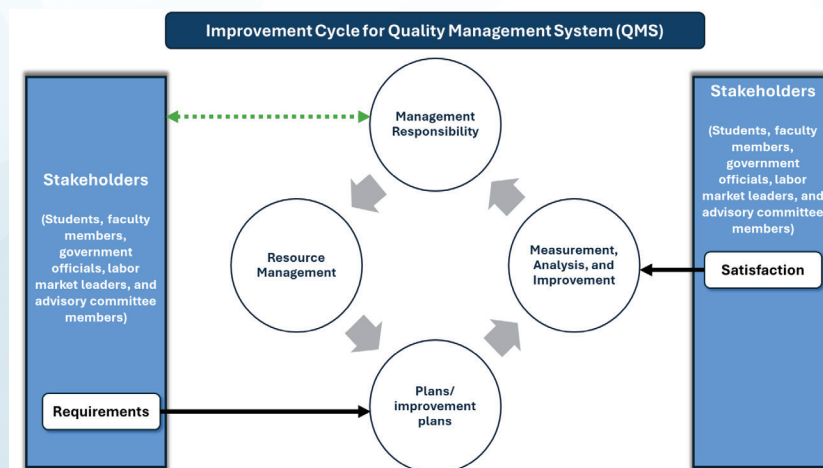 Improvement Cycle for Quality Management System (QMS)
Stakeholders
(Students, faculty
members,
government
officials, labor
market leaders, and
advisory committee
members)
Requirements
Management
Responsibility
Resource
Management
Measurement,
Analysis, and
Improvement
Plans/
improvement
plans
Stakeholders
(Students, faculty
members,
government
officials, labor
market leaders, and
advisory committee
members)
Satisfaction